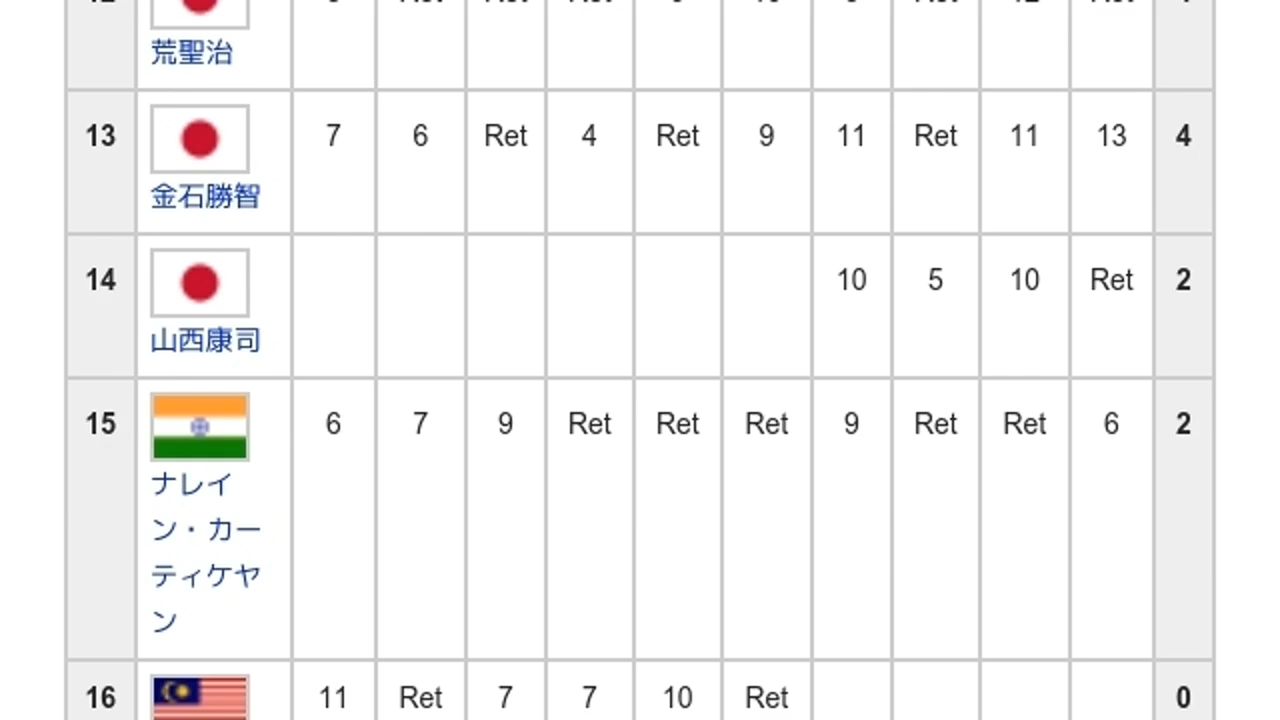 荒聖治
13 7 6 Ret 4 Ret 9 11 Ret 11 13 4
金石勝智
14 10 5 10 Ret 2
山西康司
15 6 7 9 Ret Ret Ret 9 Ret Ret 6 2
ナレイ
ン・カー
ティケヤ
ン
16 11 Ret 7 7 10 Ret 0